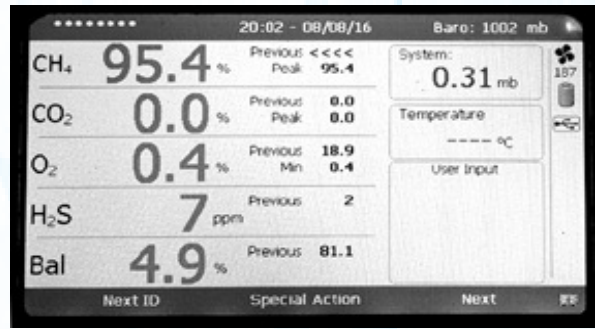 20:02 - 08/08/16 Baro: 1002 mb
CH₄ 95.4 % Previous <<<<
Peak 95.4
CO₂ 0.0 % Previous 0.0
Peak 0.0
O₂ 0.4 % Previous 18.9
Min 0.4
H₂S 7 ppm Previous 2
Bal 4.9 % Previous 81.1
System:
0.31 mb
Temperature
---- ºC
User Input
187
Next ID Special Action Next